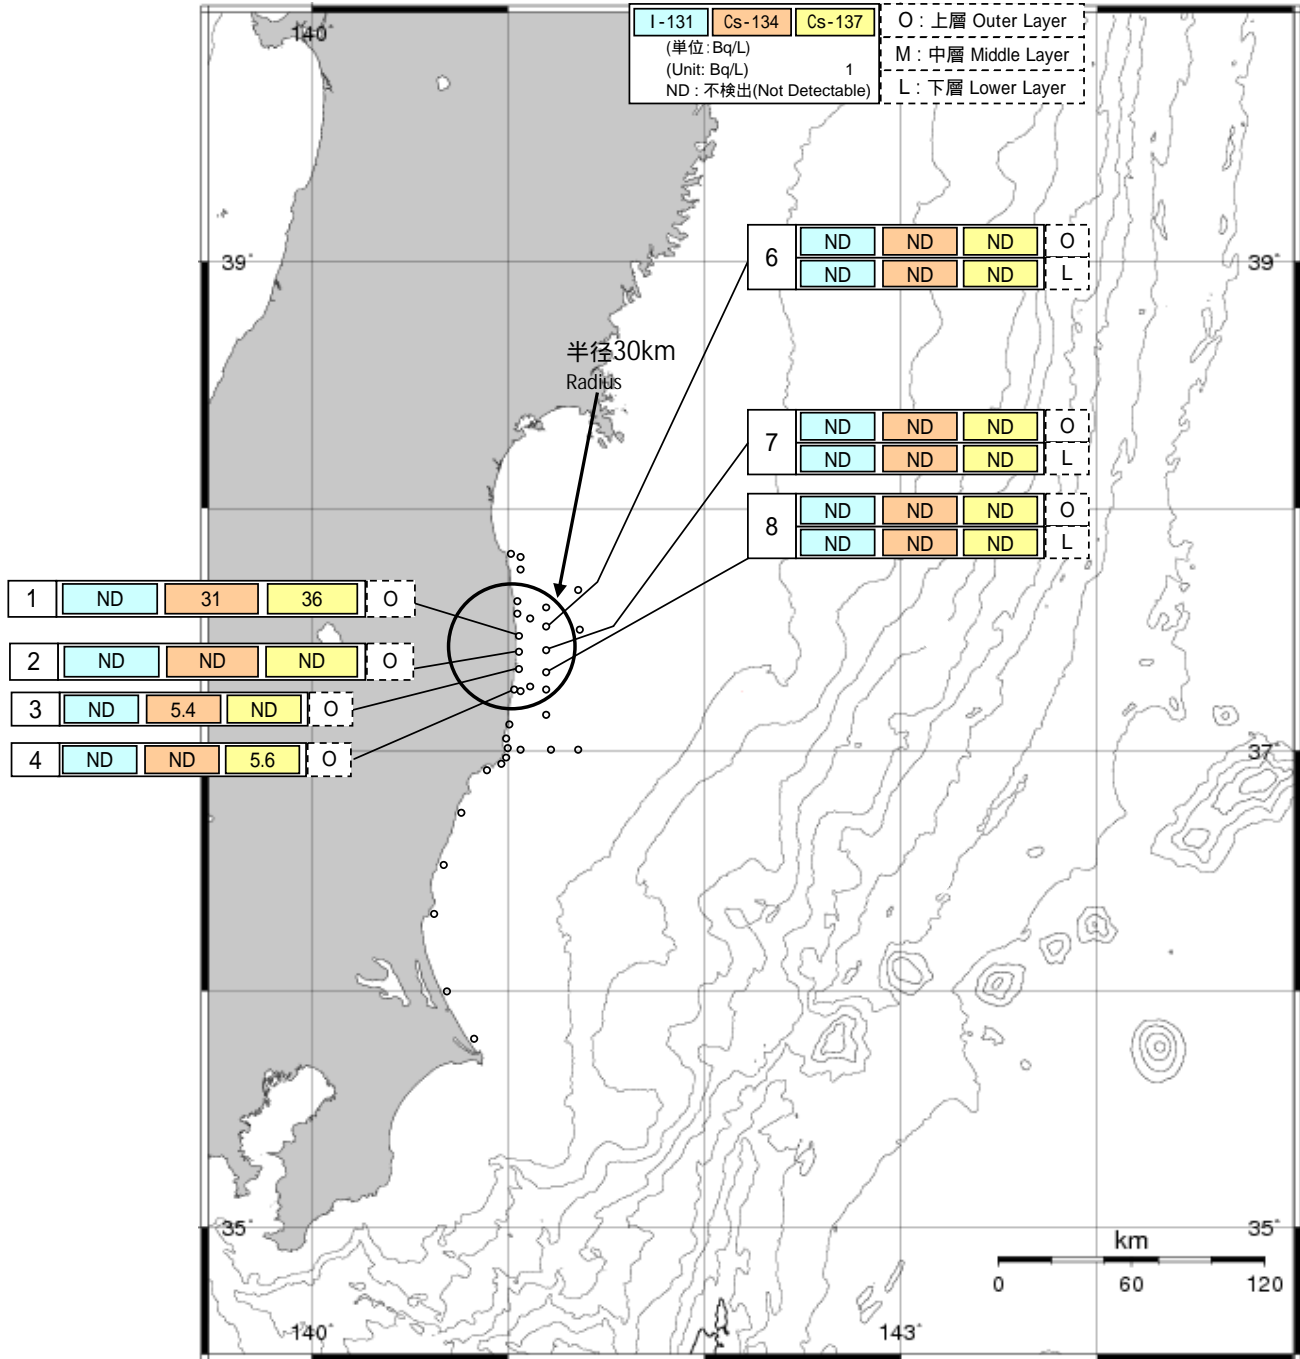 140°
I-131 Cs-134 Cs-137
(単位:Bq/L)
(Unit: Bq/L) 1
ND : 不検出(Not Detectable)
O : 上層 Outer Layer
M : 中層 Middle Layer
L : 下層 Lower Layer
39°
39°
6
ND ND ND O
ND ND ND L
半径30km
Radius
7
ND ND ND O
ND ND ND L
8
ND ND ND O
ND ND ND L
1 ND 31 36 O
2 ND ND ND O
3 ND 5.4 ND O
4 ND ND 5.6 O
37°
35°
35°
km
0 60 120
140°
143°